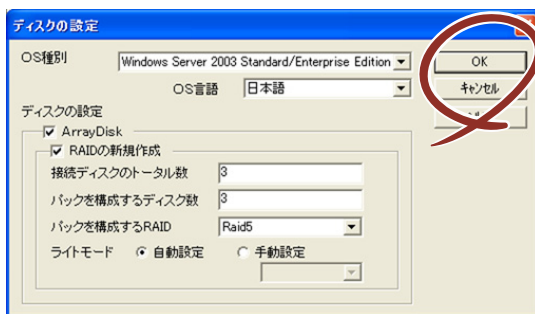 ディスクの設定
OS種別
Windows Server 2003 Standard/Enterprise Edition
OK
OS言語
日本語
キャンセル
ディスクの設定
ArrayDisk
RAIDの新規作成
接続ディスクのトータル数
3
パックを構成するディスク数
3
パックを構成するRAID
Raid5
ライトモード
自動設定
手動設定